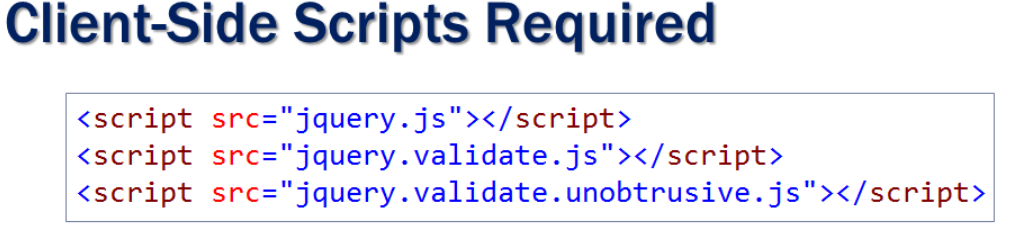 Client-Side Scripts Required
<script src="jquery.js"></script>
<script src="jquery.validate.js"></script>
<script src="jquery.validate.unobtrusive.js"></script>